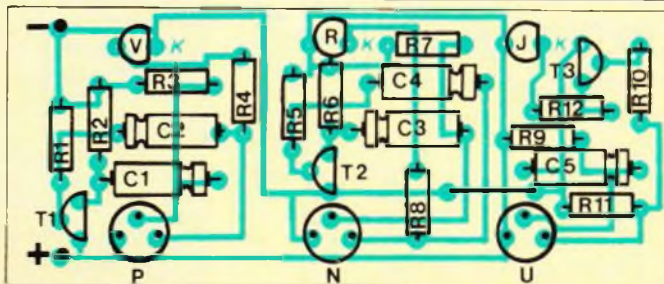 − V K R K R7 J K T3
R3 R4 C4 R10
R1 R2 C2 R5 R6 C3 R12
R9
C1 T2 C5
T1 R8 R11
+ P N U